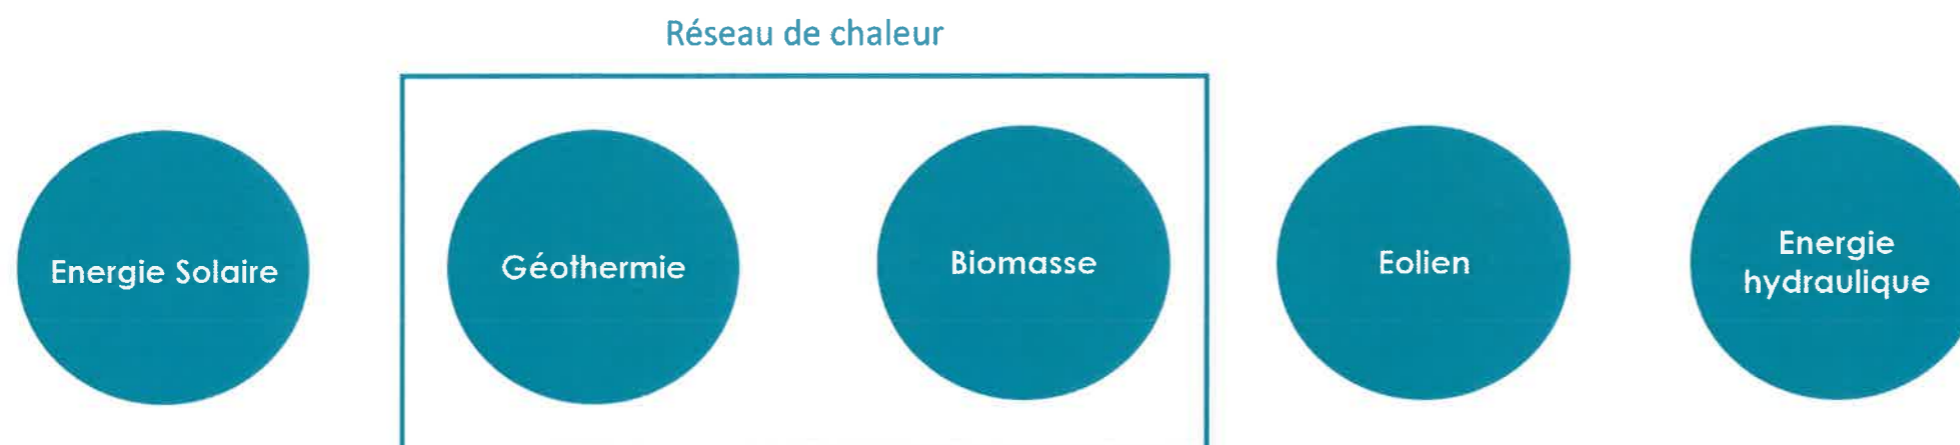 Réseau de chaleur
Energie Solaire
Géothermie
Biomasse
Eolien
Energie
hydraulique